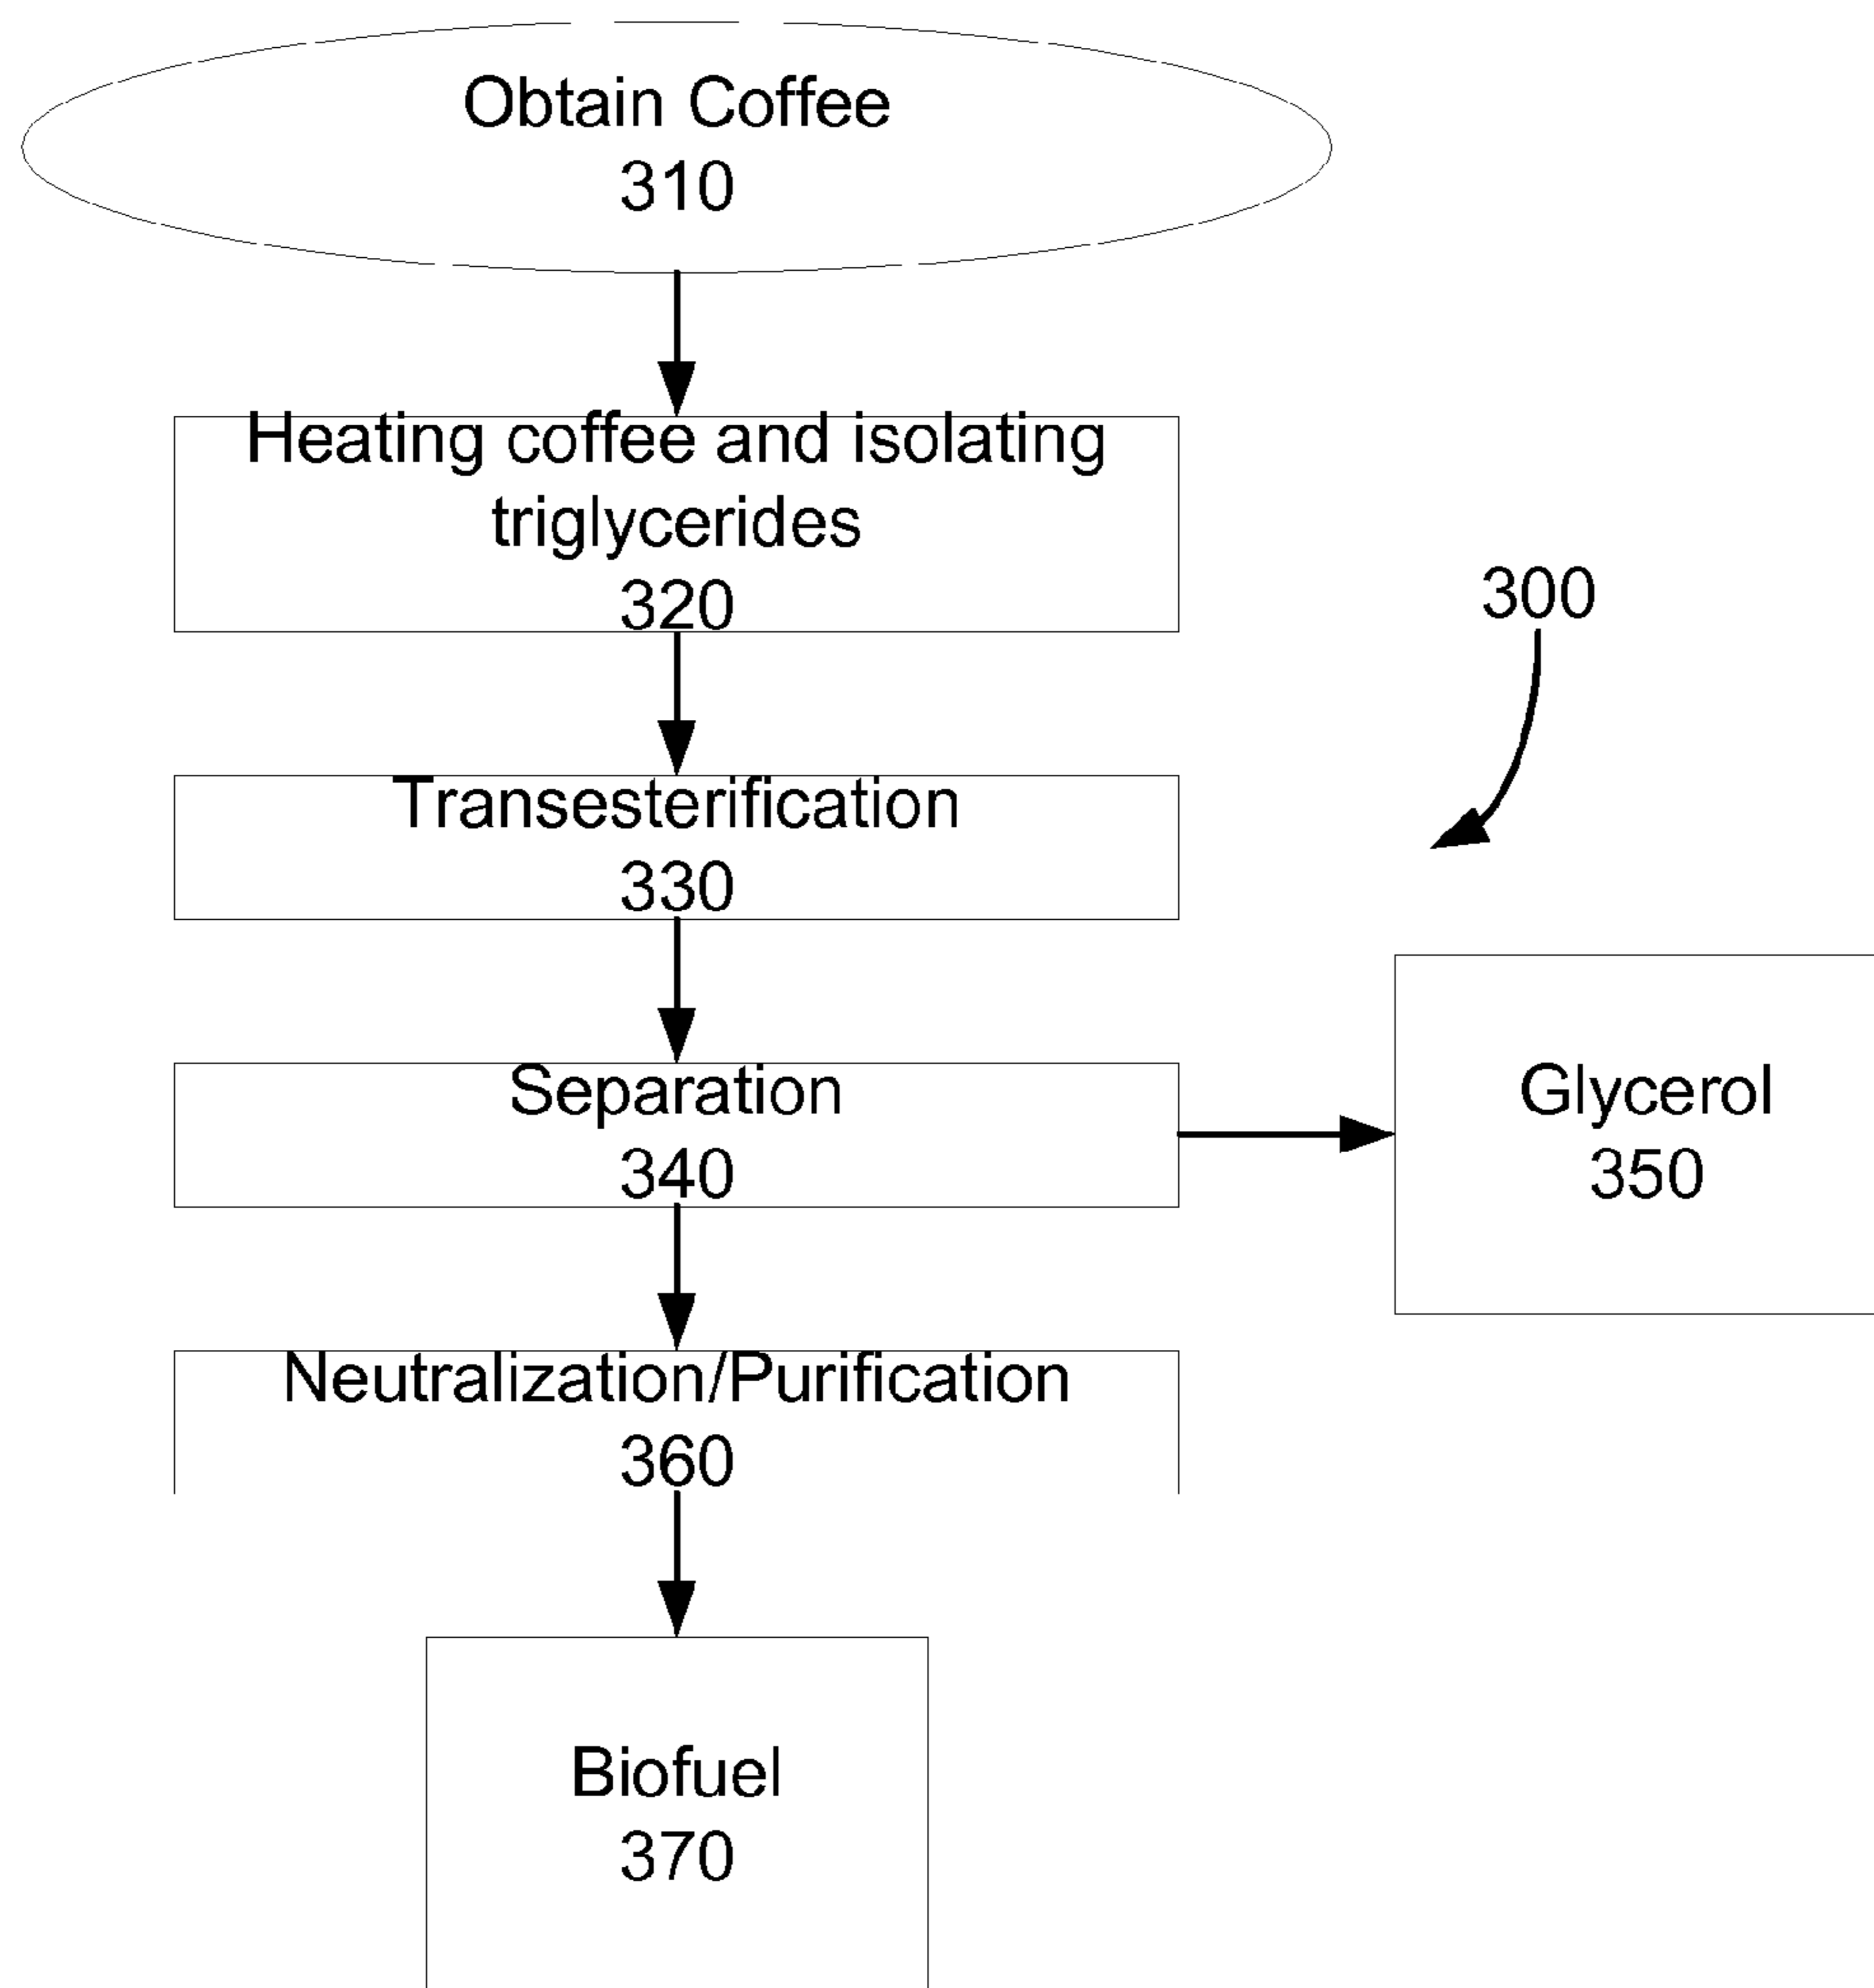 Obtain Coffee
310
Heating coffee and isolating
triglycerides
320
300
Transesterification
330
Separation
340
Glycerol
350
Neutralization/Purification
360
Biofuel
370